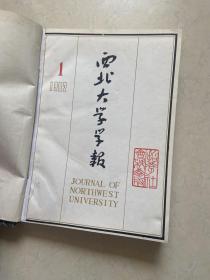 1
西北大学学报
JOURNAL OF
NORTHWEST
UNIVERSITY